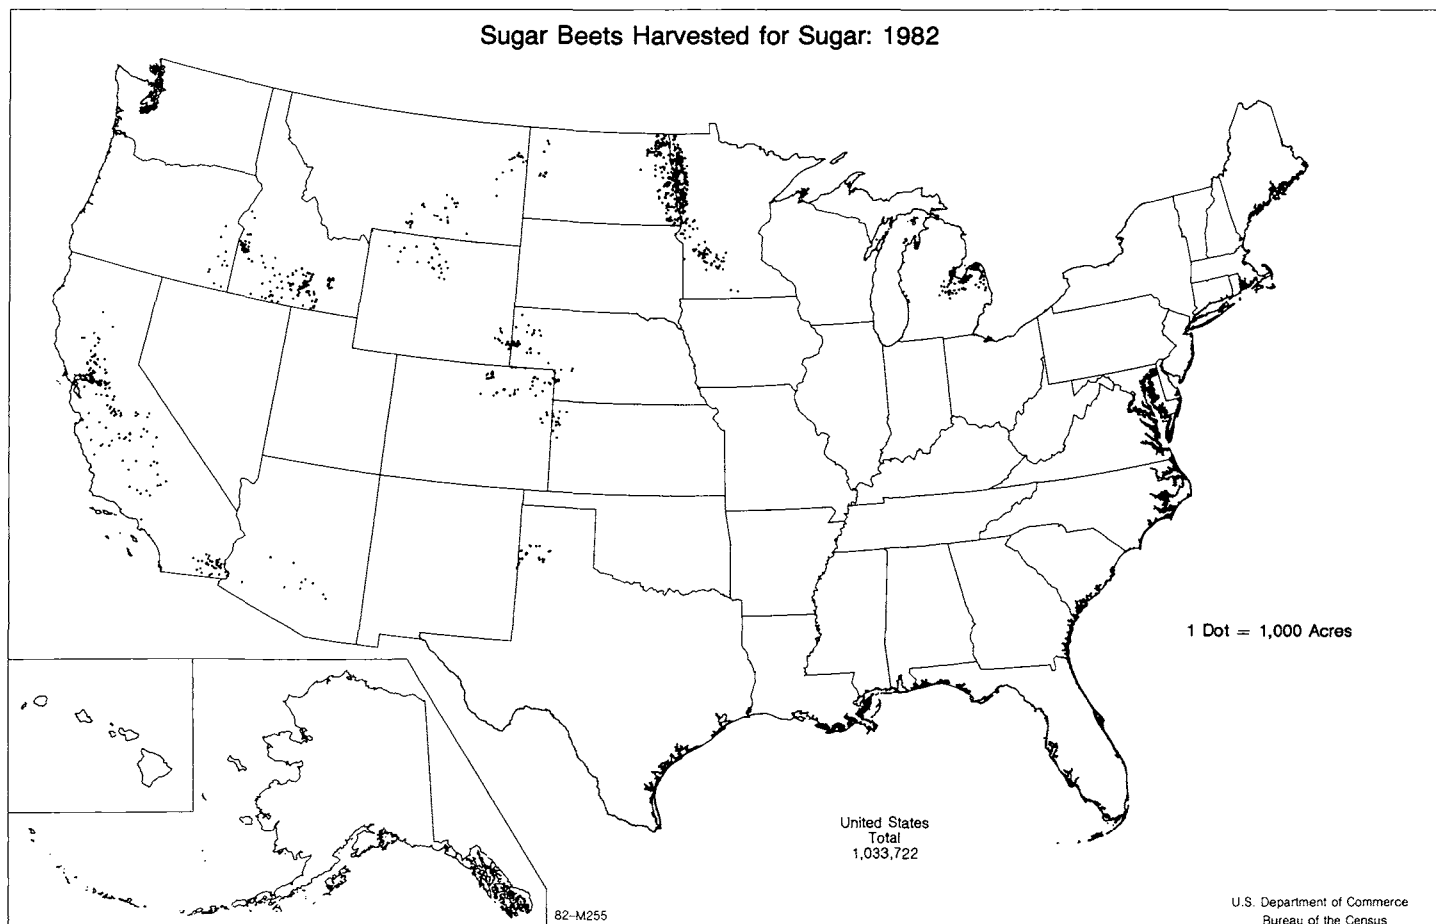 Sugar Beets Harvested for Sugar: 1982
1 Dot = 1,000 Acres
United States
Total
1,033,722
82-M255
U.S. Department of Commerce
Bureau of the Census